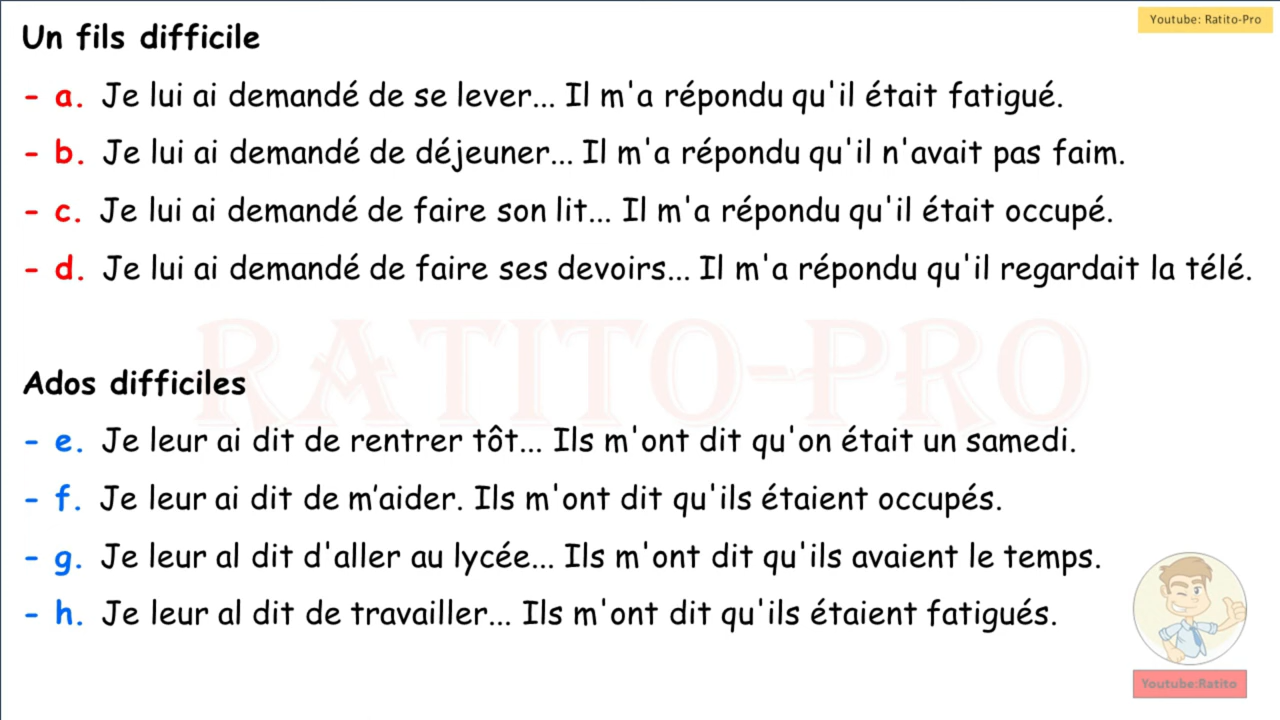 Youtube: Ratito-Pro
Un fils difficile
- a. Je lui ai demandé de se lever... Il m'a répondu qu'il était fatigué.
- b. Je lui ai demandé de déjeuner... Il m'a répondu qu'il n'avait pas faim.
- c. Je lui ai demandé de faire son lit... Il m'a répondu qu'il était occupé.
- d. Je lui ai demandé de faire ses devoirs... Il m'a répondu qu'il regardait la télé.
RATITO-PRO
Ados difficiles
- e. Je leur ai dit de rentrer tôt... Ils m'ont dit qu'on était un samedi.
- f. Je leur ai dit de m’aider. Ils m'ont dit qu'ils étaient occupés.
- g. Je leur al dit d'aller au lycée... Ils m'ont dit qu'ils avaient le temps.
- h. Je leur al dit de travailler... Ils m'ont dit qu'ils étaient fatigués.
Youtube:Ratito